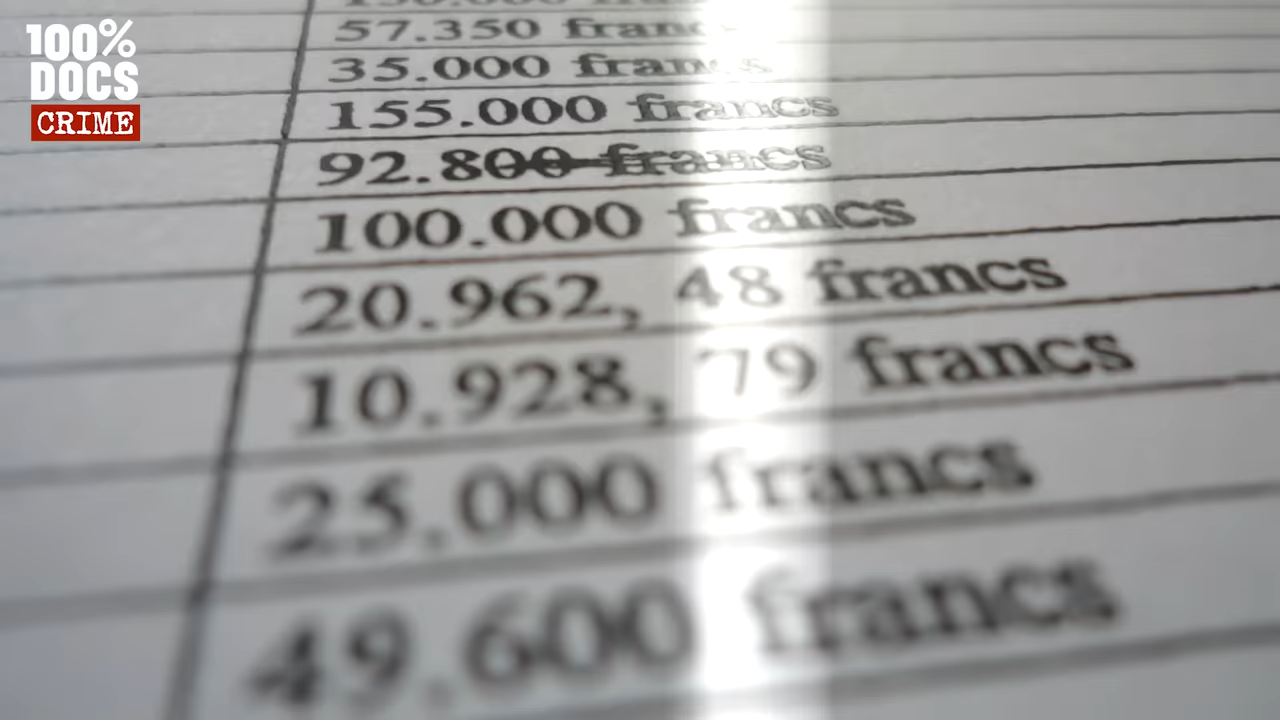 100%
DOCS
CRIME
57.350 francs
35.000 francs
155.000 francs
92.800 francs
100.000 francs
20.962, 48 francs
10.928, 79 francs
25.000 francs
49.600 francs